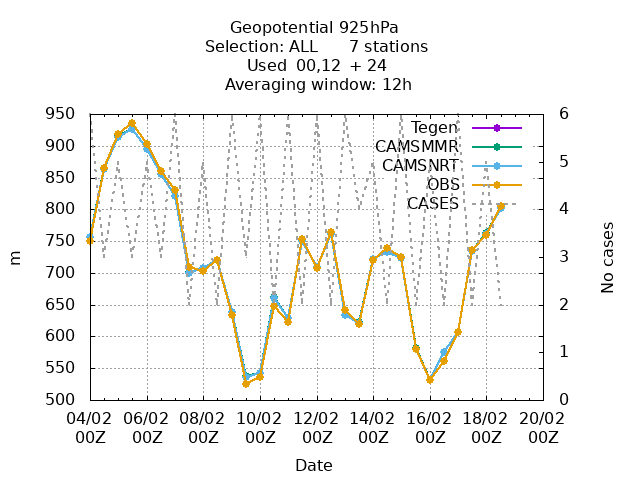 Geopotential 925hPa
Selection: ALL 7 stations
Used 00,12 + 24
Averaging window: 12h
950
900
850
800
750
700
650
600
550
500
m
6
5
4
3
2
1
0
No cases
Tegen
CAMSMMR
CAMSNRT
OBS
CASES
04/02 06/02 08/02 10/02 12/02 14/02 16/02 18/02 20/02
00Z 00Z 00Z 00Z 00Z 00Z 00Z 00Z 00Z
Date